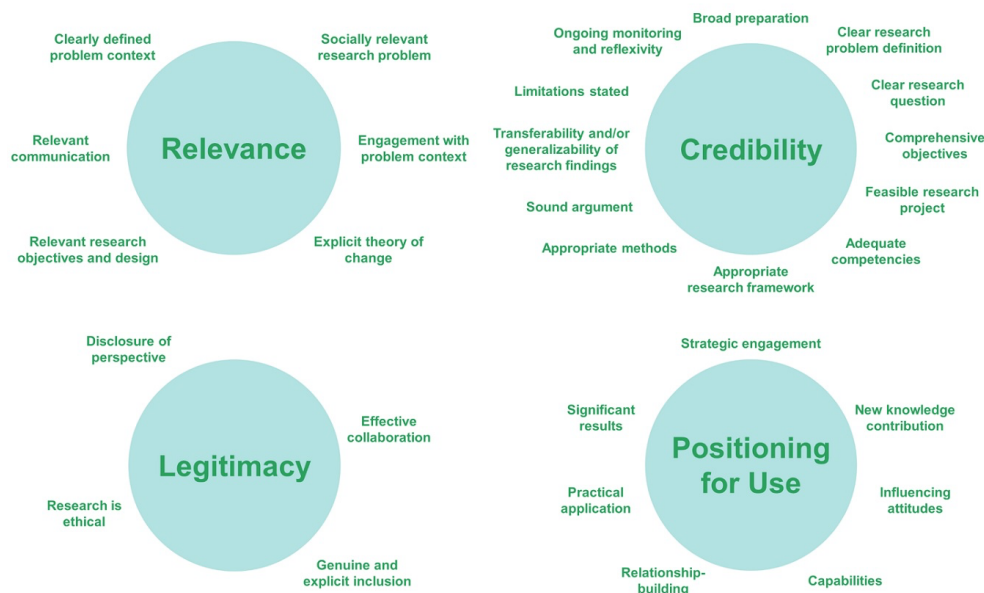 Clearly defined
problem context
Socially relevant
research problem
Relevant
communication
Relevance
Engagement with
problem context
Relevant research
objectives and design
Explicit theory of
change
Broad preparation
Ongoing monitoring
and reflexivity
Clear research
problem definition
Limitations stated
Clear research
question
Transferability and/or
generalizability of
research findings
Credibility
Comprehensive
objectives
Sound argument
Feasible research
project
Appropriate methods
Adequate
competencies
Appropriate
research framework
Disclosure of
perspective
Effective
collaboration
Legitimacy
Research is
ethical
Genuine and
explicit inclusion
Strategic engagement
Significant
results
New knowledge
contribution
Positioning
for Use
Practical
application
Influencing
attitudes
Relationship-
building
Capabilities